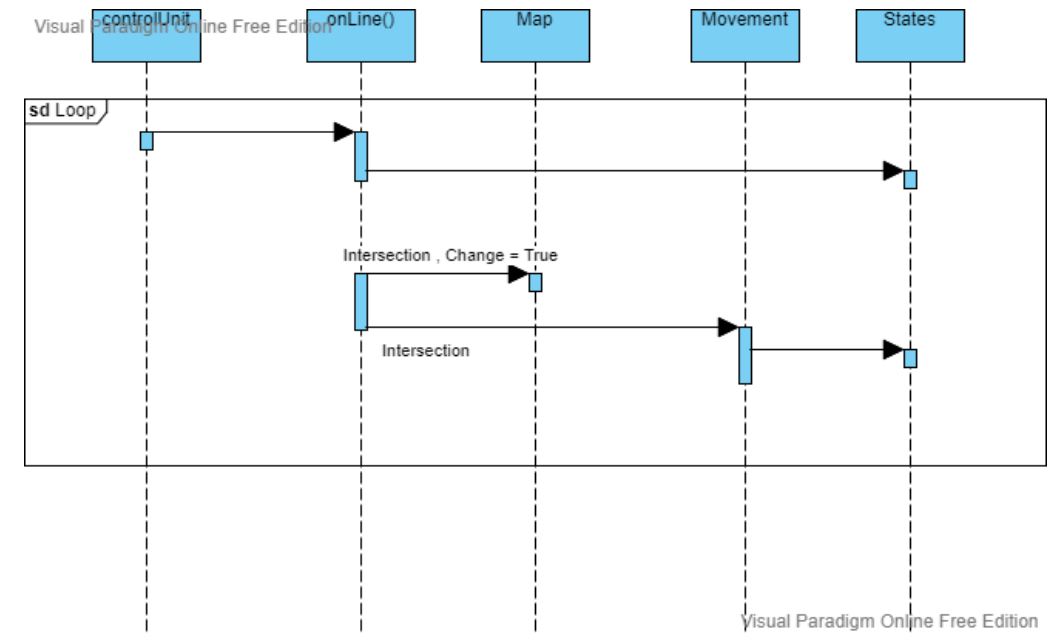 controlUnit
onLine()
Map
Movement
States
Visual Paradigm Online Free Edition
sd Loop
Intersection , Change = True
Intersection
Visual Paradigm Online Free Edition